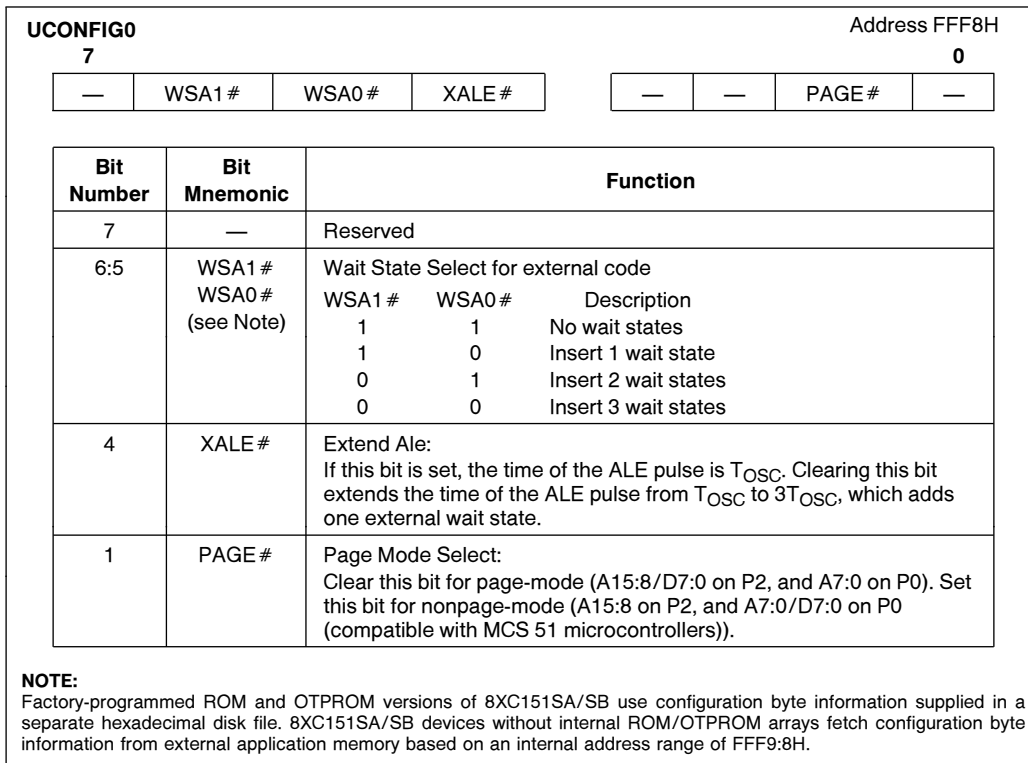 UCONFIG0 Address FFF8H
7 0
— WSA1# WSA0# XALE# — — PAGE# —
Bit Number Bit Mnemonic Function
7 — Reserved
6:5 WSA1# Wait State Select for external code
WSA0# WSA1# WSA0# Description
(see Note) 1 1 No wait states
1 0 Insert 1 wait state
0 1 Insert 2 wait states
0 0 Insert 3 wait states
4 XALE# Extend Ale:
If this bit is set, the time of the ALE pulse is TOSC. Clearing this bit
extends the time of the ALE pulse from TOSC to 3TOSC, which adds
one external wait state.
1 PAGE# Page Mode Select:
Clear this bit for page-mode (A15:8/D7:0 on P2, and A7:0 on P0). Set
this bit for nonpage-mode (A15:8 on P2, and A7:0/D7:0 on P0
(compatible with MCS 51 microcontrollers)).
NOTE:
Factory-programmed ROM and OTPROM versions of 8XC151SA/SB use configuration byte information supplied in a
separate hexadecimal disk file. 8XC151SA/SB devices without internal ROM/OTPROM arrays fetch configuration byte
information from external application memory based on an internal address range of FFF9:8H.